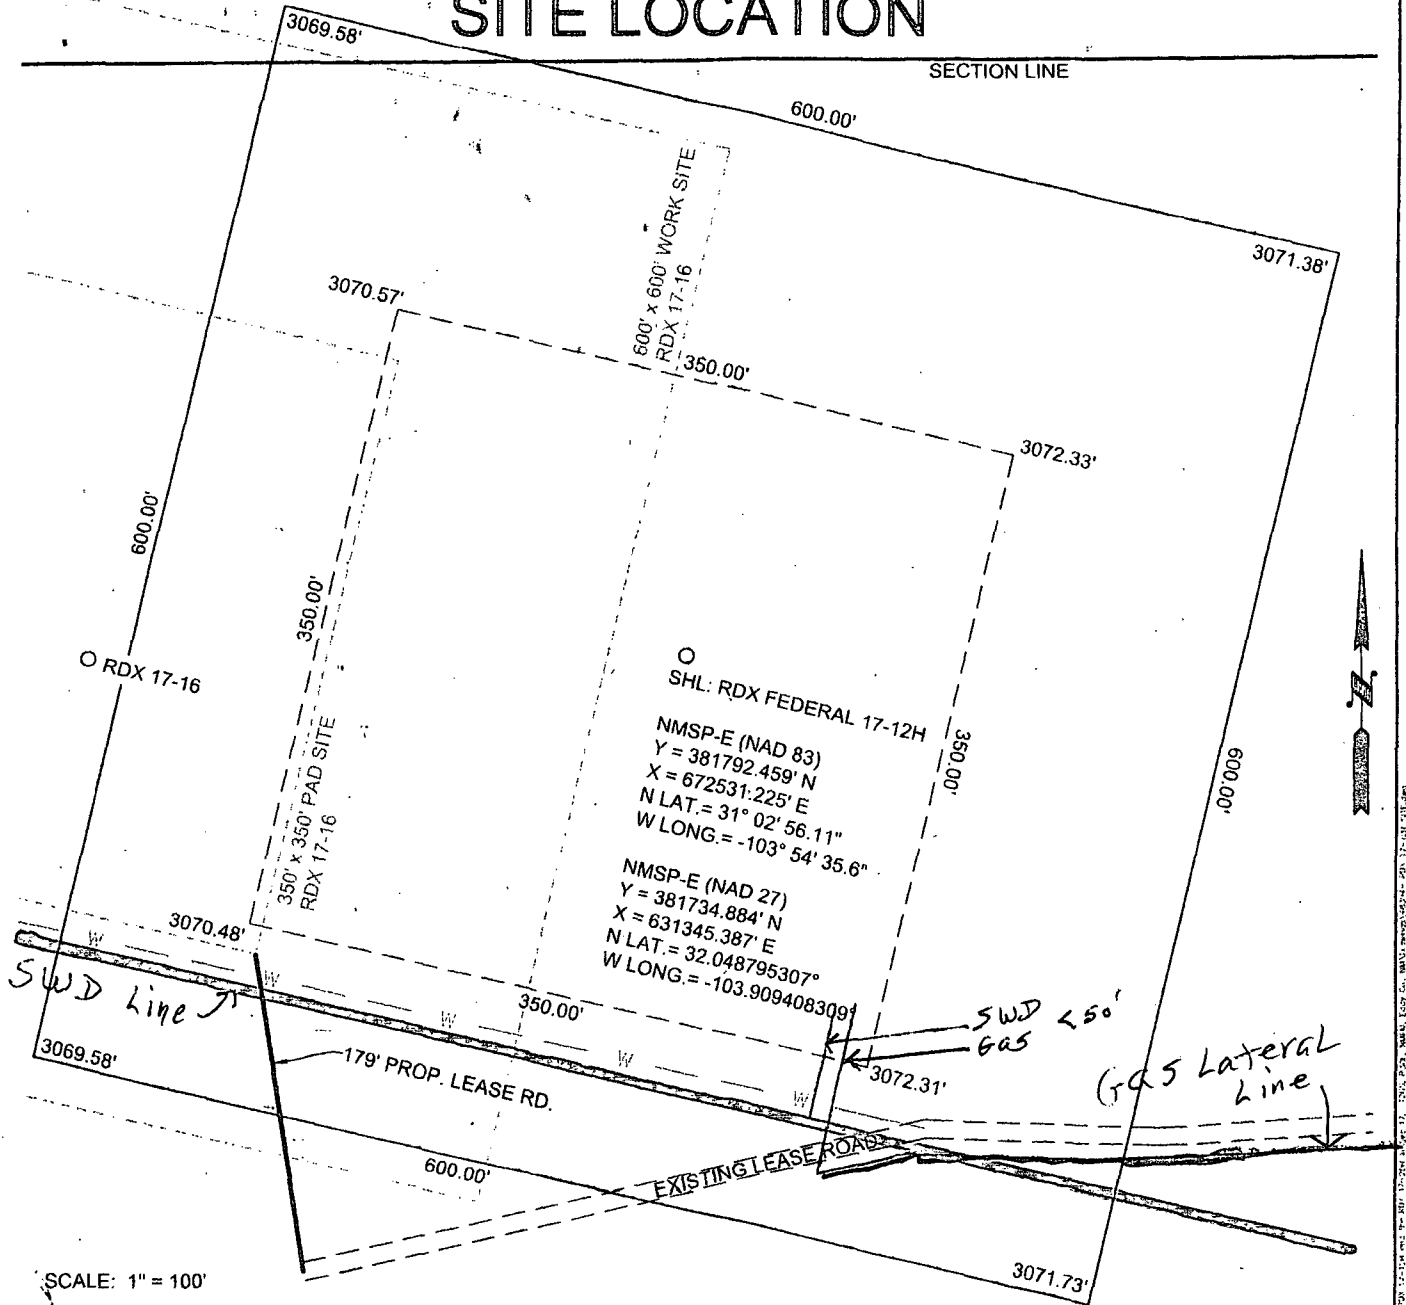 SITE LOCATION
3069.58'
SECTION LINE
600.00'
3071.38'
600' x 600' WORK SITE
RDX 17-16
3070.57'
350.00'
3072.33'
600.00'
350.00'
O RDX 17-16
O
SHL: RDX FEDERAL 17-12H
NMSP-E (NAD 83)
Y = 381792.459' N
X = 672531.225' E
N LAT.= 31° 02' 56.11"
W LONG.= -103° 54' 35.6"
350.00'
600.00'
N
350' x 350' PAD SITE
RDX 17-16
NMSP-E (NAD 27)
Y = 381734.884' N
X = 631345.387' E
N LAT.= 32.048795307°
W LONG.= -103.909408309°
3070.48'
W
W
W
W
W
SWD Line
350.00'
SWD <50'
GAS
3069.58'
179' PROP. LEASE RD.
3072.31'
GAS Lateral
Line
EXISTING LEASE ROAD
600.00'
3071.73'
SCALE: 1" = 100'